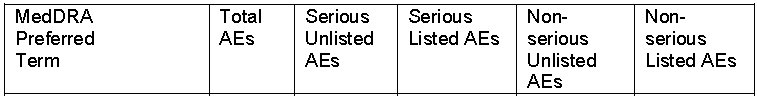 MedDRA Preferred Term
Total AEs
Serious Unlisted AEs
Serious Listed AEs
Non-serious Unlisted AEs
Non-serious Listed AEs